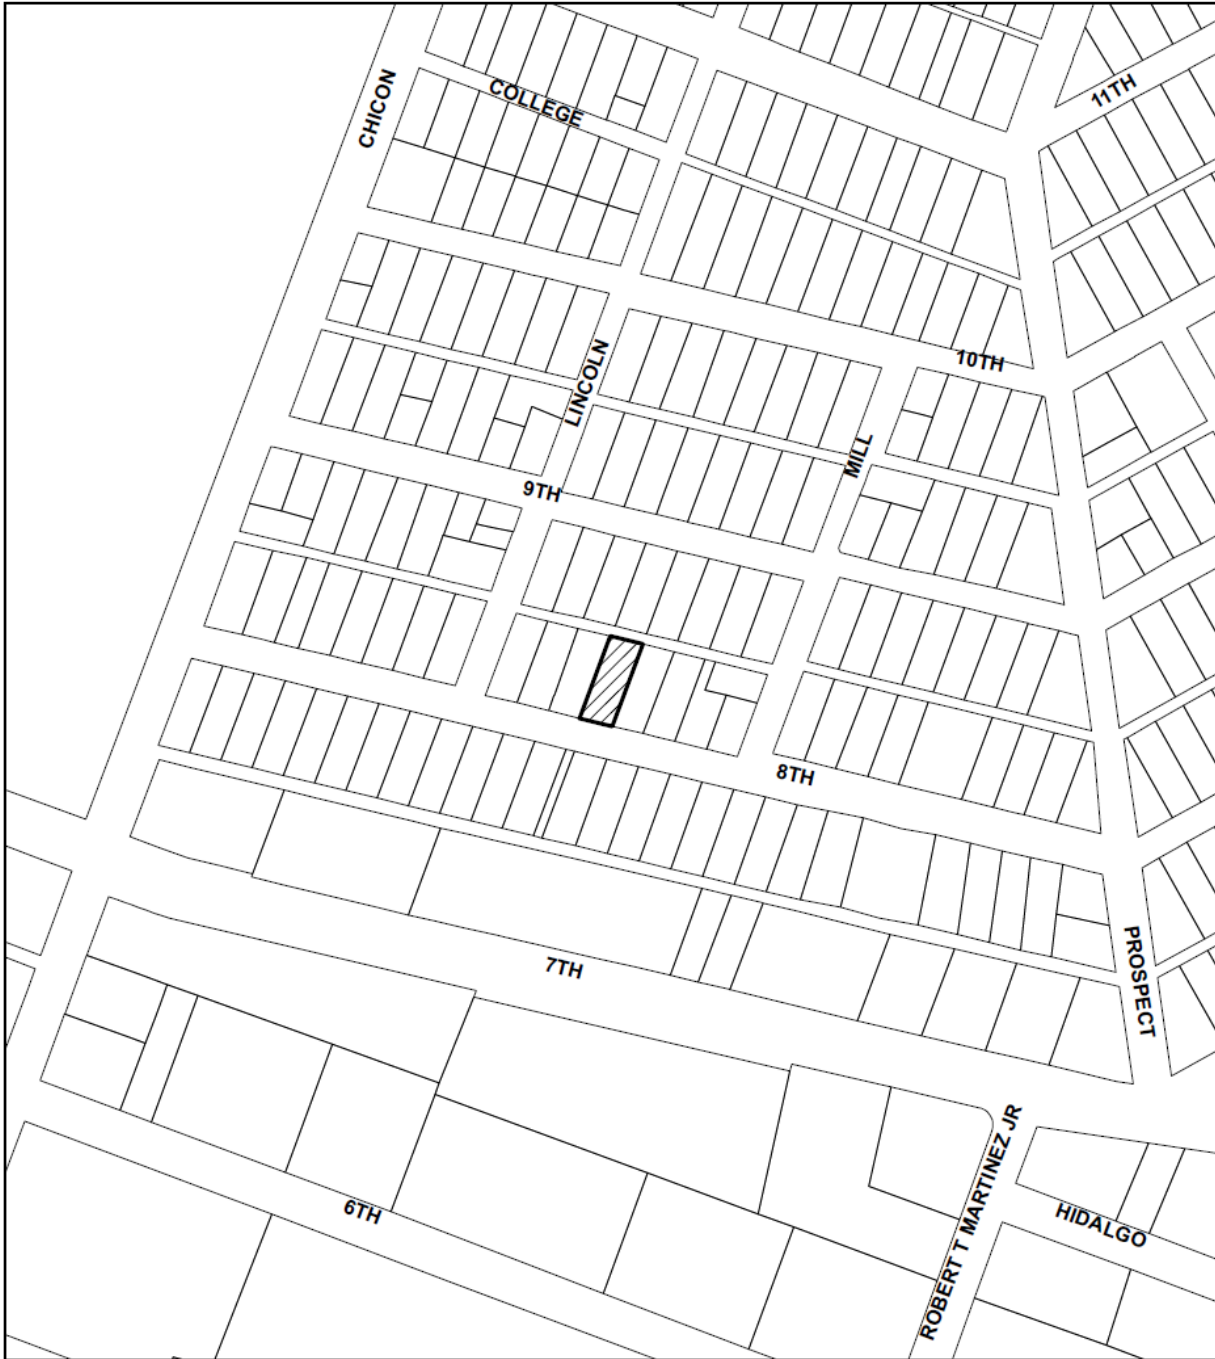 11TH
CHICON
COLLEGE
10TH
LINCOLN
MILL
9TH
8TH
7TH
PROSPECT
ROBERT T MARTINEZ JR
6TH
HIDALGO